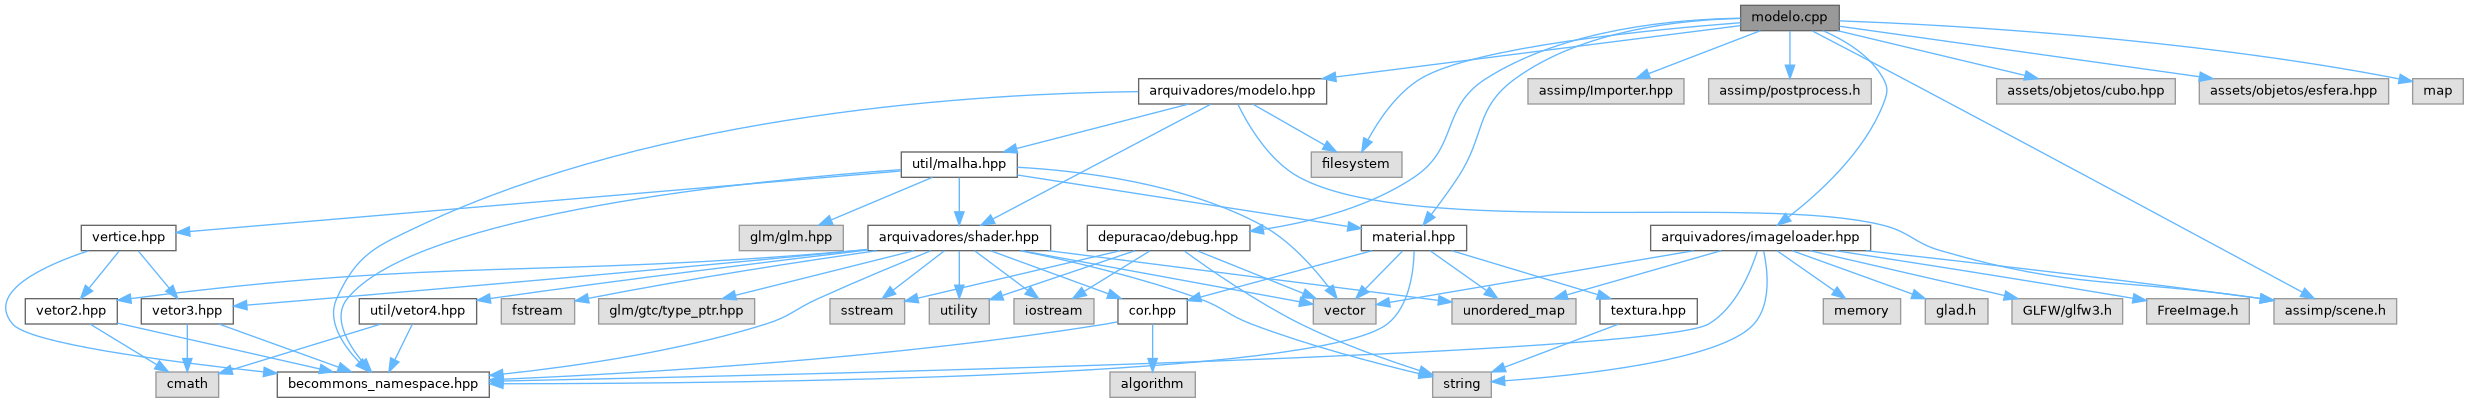 modelo.cpp
arquivadores/modelo.hpp
assimp/Importer.hpp
assimp/postprocess.h
assets/objetos/cubo.hpp
assets/objetos/esfera.hpp
map
util/malha.hpp
filesystem
vertice.hpp
glm/glm.hpp
arquivadores/shader.hpp
depuracao/debug.hpp
material.hpp
arquivadores/imageloader.hpp
vetor2.hpp
vetor3.hpp
util/vetor4.hpp
fstream
glm/gtc/type_ptr.hpp
sstream
utility
iostream
cor.hpp
vector
unordered_map
textura.hpp
memory
glad.h
GLFW/glfw3.h
FreeImage.h
assimp/scene.h
cmath
becommons_namespace.hpp
algorithm
string